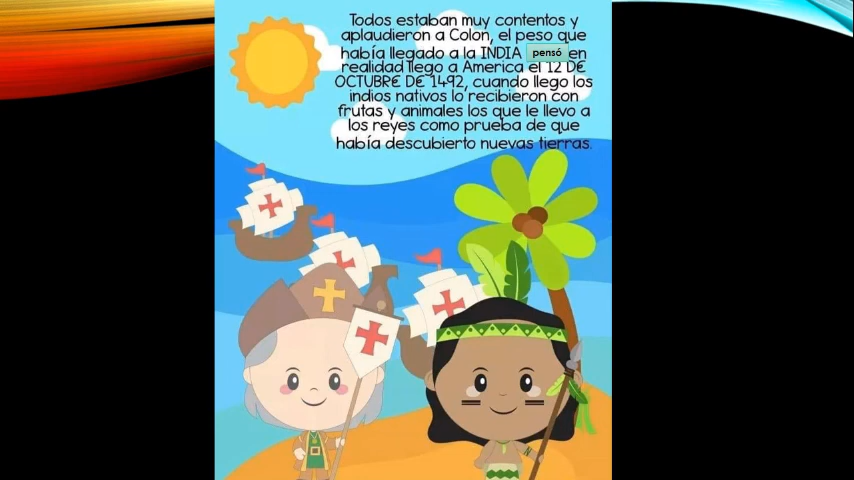 Todos estaban muy contentos y
aplaudieron a Colon, el peso que
había llegado a la INDIA pensó en
realidad llego a America el 12 DE
OCTUBRE DE 1492, cuando llego los
indios nativos lo recibieron con
frutas y animales los que le llevo a
los reyes como prueba de que
había descubierto nuevas tierras.